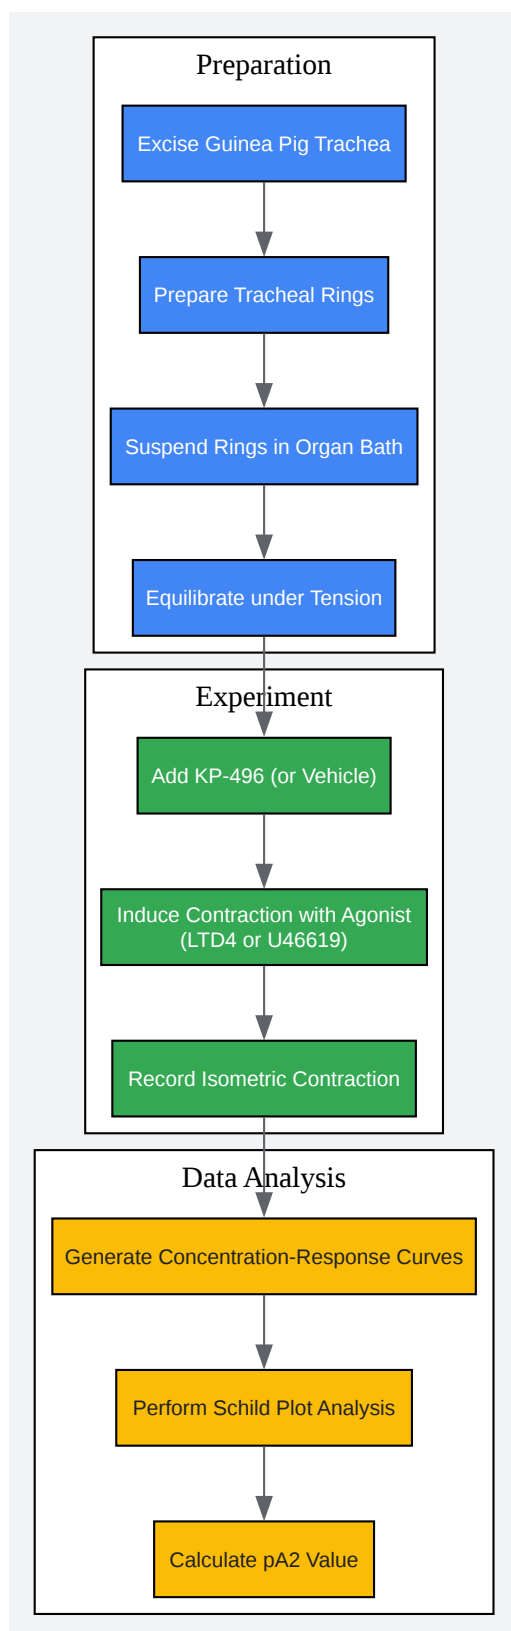 Preparation
Excise Guinea Pig Trachea
Prepare Tracheal Rings
Suspend Rings in Organ Bath
Equilibrate under Tension
Experiment
Add KP-496 (or Vehicle)
Induce Contraction with Agonist
(LTD4 or U46619)
Record Isometric Contraction
Data Analysis
Generate Concentration-Response Curves
Perform Schild Plot Analysis
Calculate pA2 Value